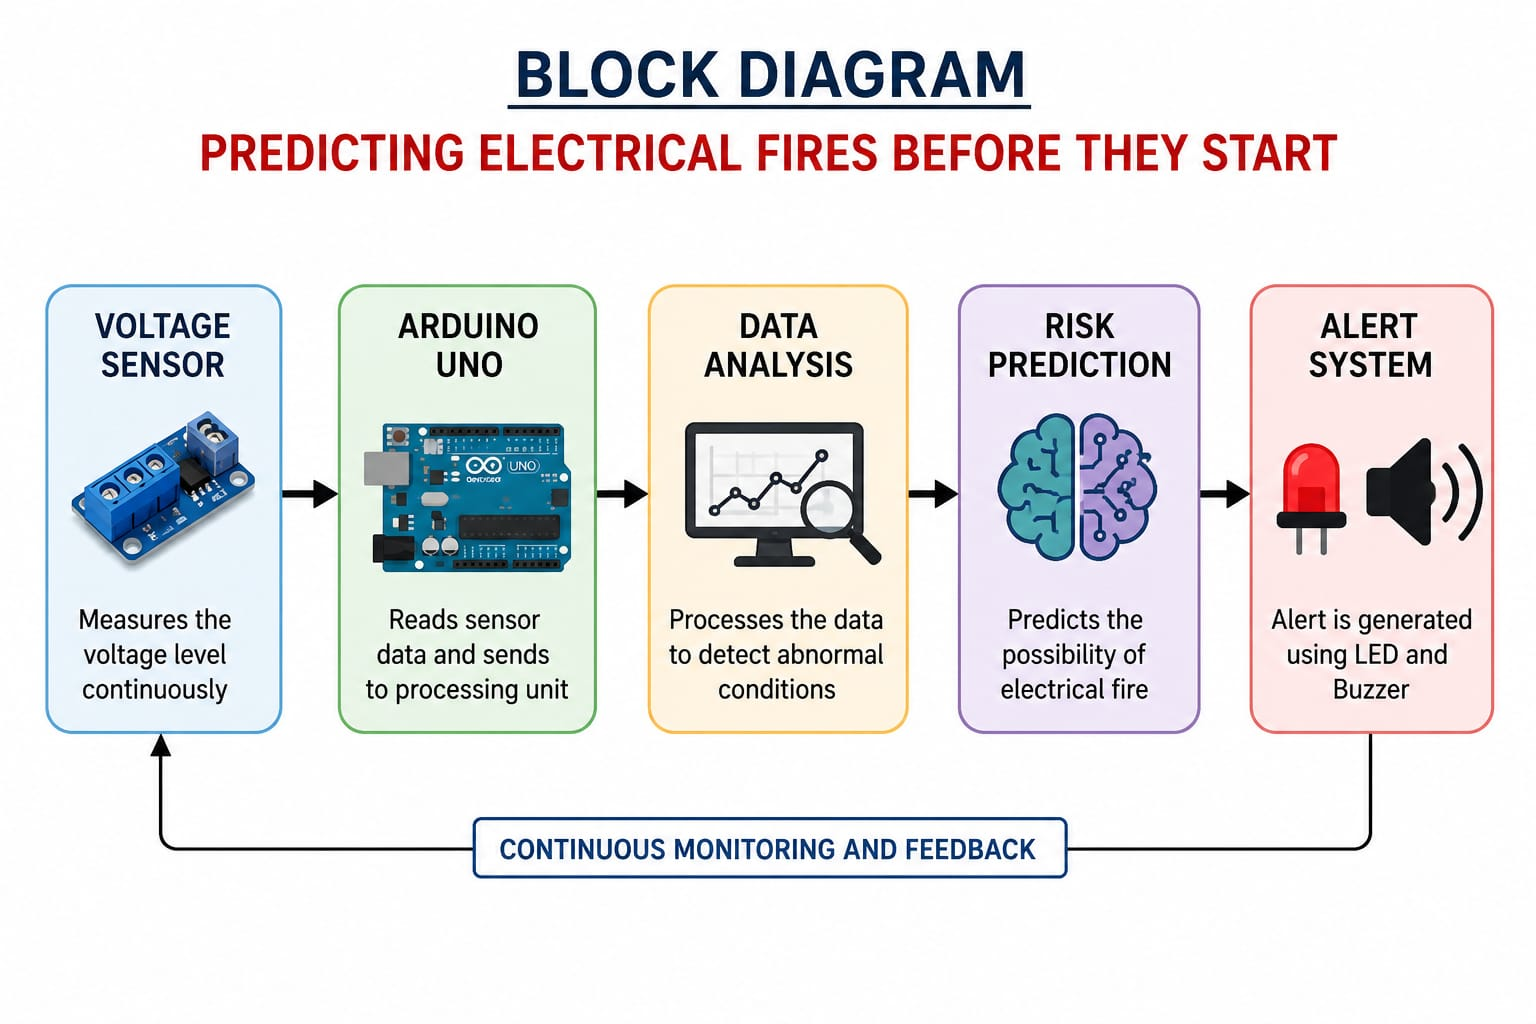 BLOCK DIAGRAM
PREDICTING ELECTRICAL FIRES BEFORE THEY START
VOLTAGE
SENSOR
Measures the
voltage level
continuously
ARDUINO
UNO
UNO
Reads sensor
data and sends
to processing unit
DATA
ANALYSIS
Processes the data
to detect abnormal
conditions
RISK
PREDICTION
Predicts the
possibility of
electrical fire
ALERT
SYSTEM
Alert is generated
using LED and
Buzzer
CONTINUOUS MONITORING AND FEEDBACK